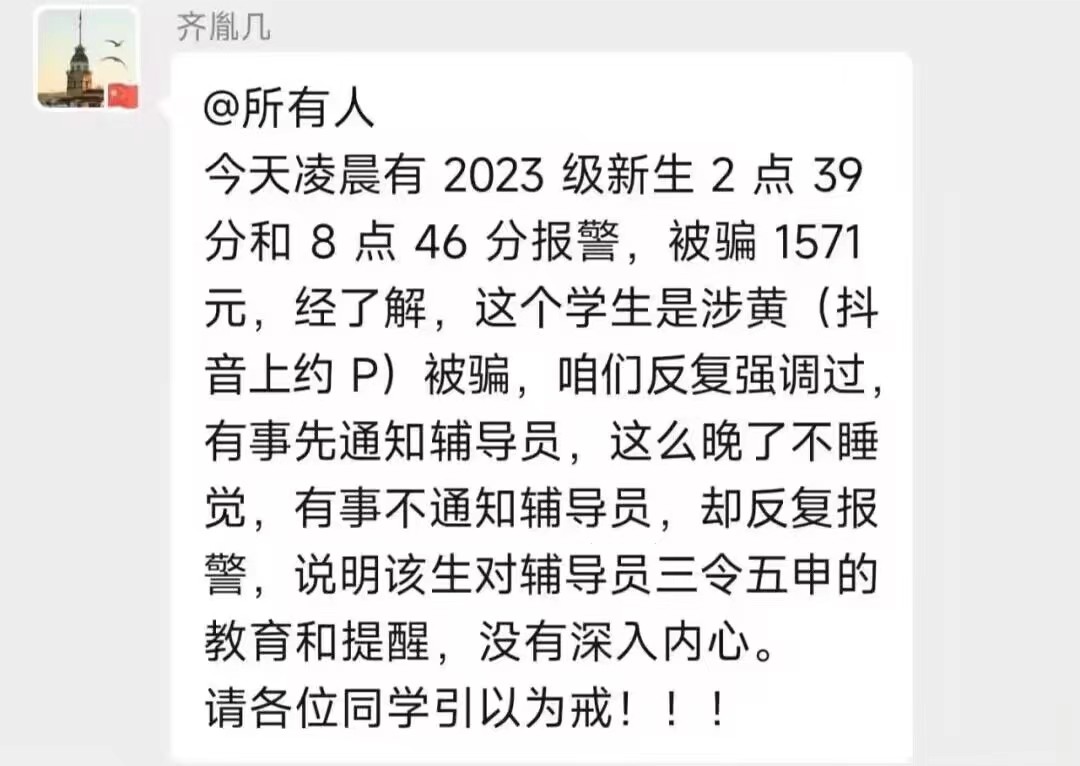 齐胤几
@所有人
今天凌晨有 2023 级新生 2 点 39
分和 8 点 46 分报警，被骗 1571
元，经了解，这个学生是涉黄（抖
音上约 P）被骗，咱们反复强调过，
有事先通知辅导员，这么晚了不睡
觉，有事不通知辅导员，却反复报
警，说明该生对辅导员三令五申的
教育和提醒，没有深入内心。
请各位同学引以为戒！！！